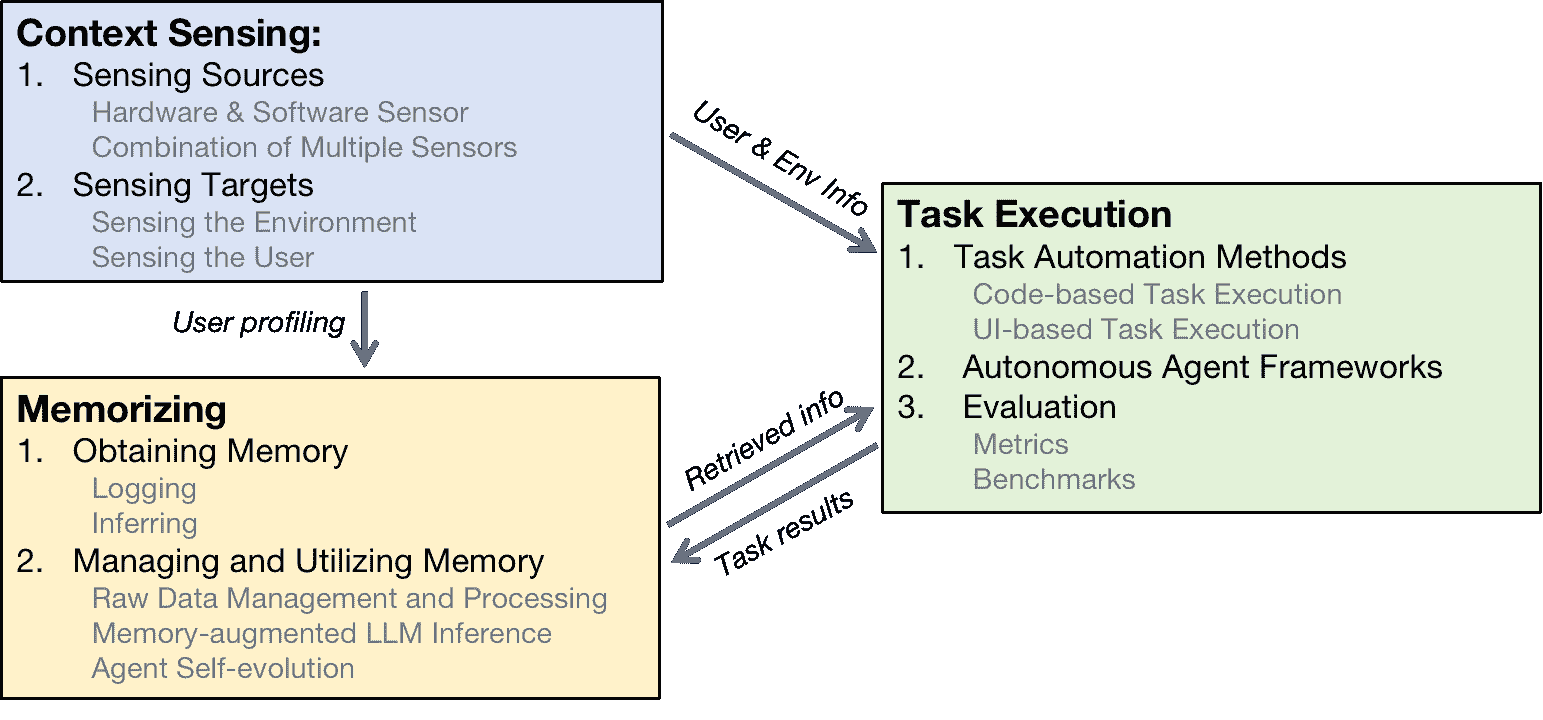 Context Sensing:
1. Sensing Sources
Hardware & Software Sensor
Combination of Multiple Sensors
2. Sensing Targets
Sensing the Environment
Sensing the User
User & Env Info
User profiling
Task Execution
1. Task Automation Methods
Code-based Task Execution
UI-based Task Execution
2. Autonomous Agent Frameworks
3. Evaluation
Metrics
Benchmarks
Memorizing
1. Obtaining Memory
Logging
Inferring
2. Managing and Utilizing Memory
Raw Data Management and Processing
Memory-augmented LLM Inference
Agent Self-evolution
Retrieved info
Task results